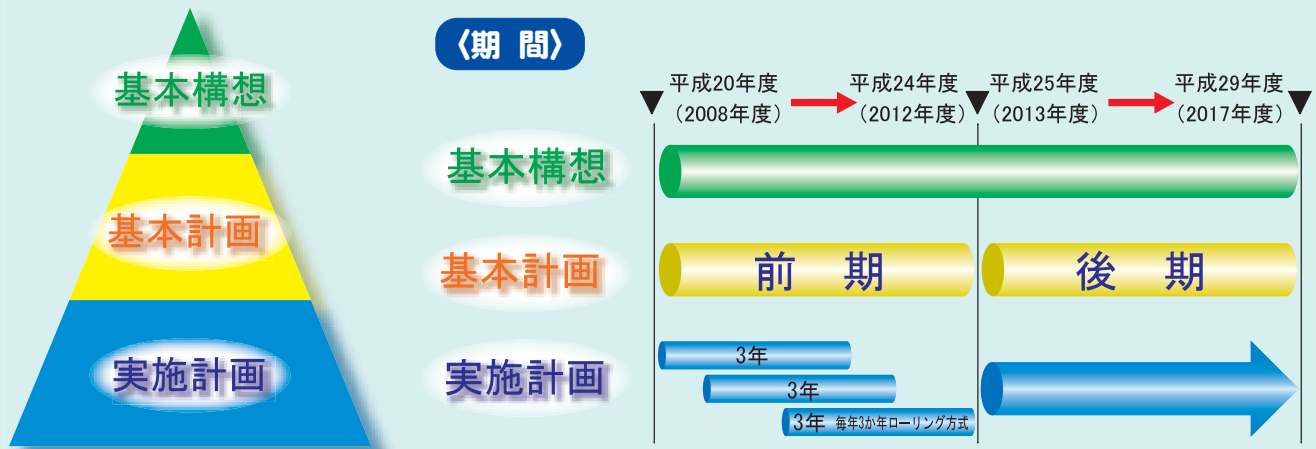 基本構想
基本計画
実施計画
〈期 間〉
平成20年度 平成24年度 平成25年度 平成29年度
（2008年度） （2012年度） （2013年度） （2017年度）
基本構想
基本計画 前 期 後 期
実施計画
3年
3年
3年 毎年3か年ローリング方式